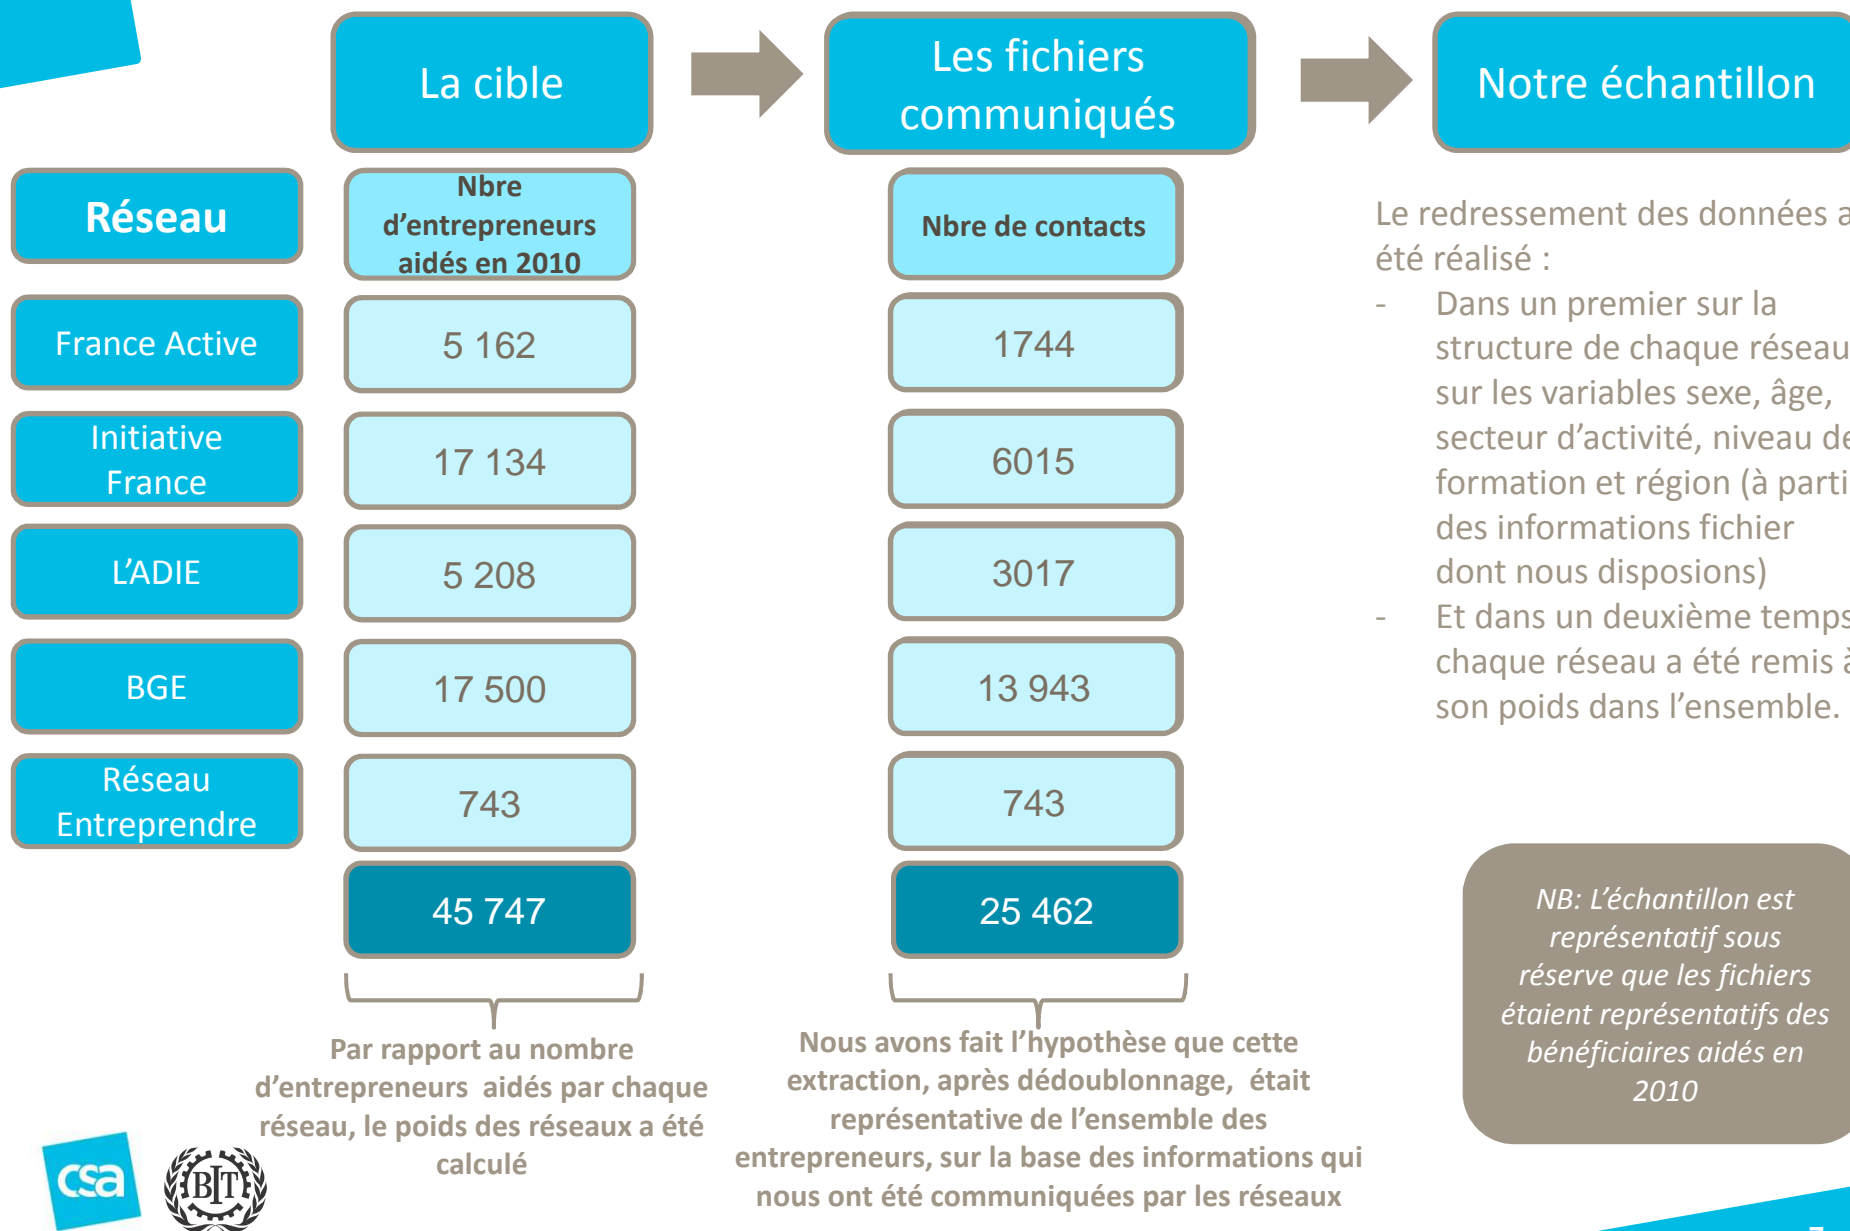 La cible
Les fichiers
communiqués
Notre échantillon
Réseau
Nbre
d'entrepreneurs
aidés en 2010
Nbre de contacts
France Active
5 162
1744
Initiative
France
17 134
6015
L'ADIE
5 208
3017
BGE
17 500
13 943
Réseau
Entreprendre
743
743
45 747
25 462
Par rapport au nombre
d'entrepreneurs aidés par chaque
réseau, le poids des réseaux a été
calculé
Nous avons fait l'hypothèse que cette
extraction, après dédoublonnage, était
représentative de l'ensemble des
entrepreneurs, sur la base des informations qui
nous ont été communiquées par les réseaux
Le redressement des données a
été réalisé :
- Dans un premier sur la
structure de chaque réseau
sur les variables sexe, âge,
secteur d'activité, niveau de
formation et région (à parti
des informations fichier
dont nous disposions)
- Et dans un deuxième temps
chaque réseau a été remis à
son poids dans l'ensemble.
NB: L'échantillon est
représentatif sous
réserve que les fichiers
étaient représentatifs des
bénéficiaires aidés en
2010
csa
BIT